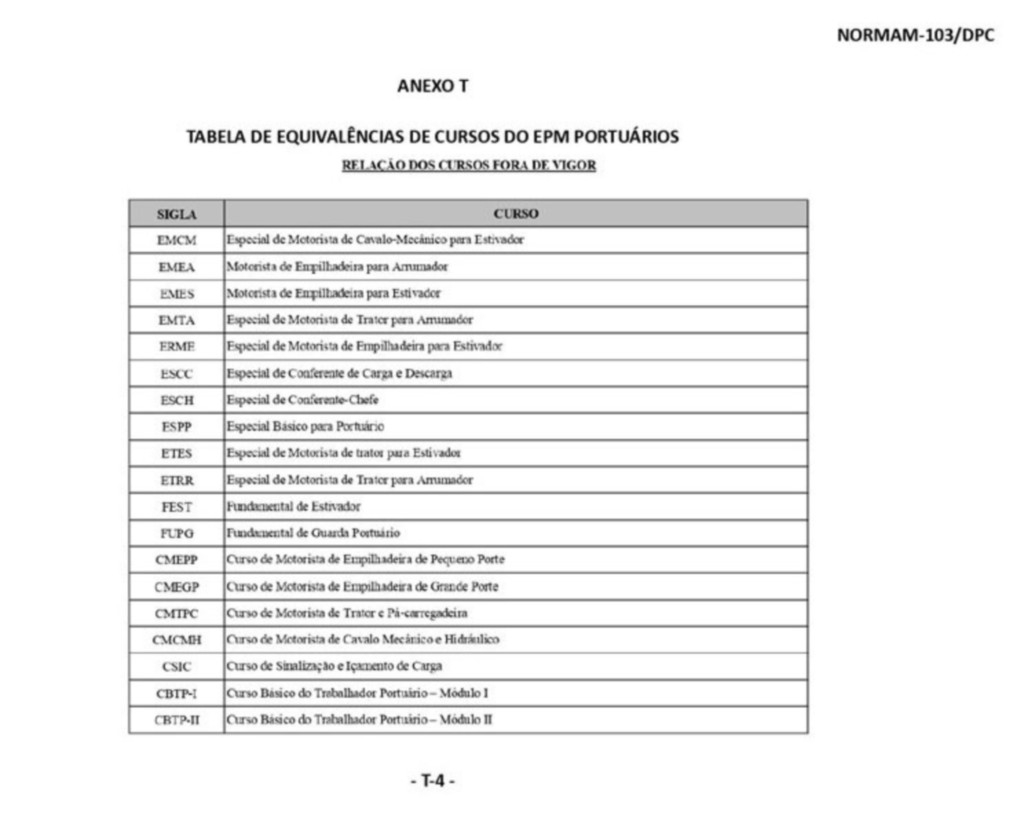 NORMAM-103/DPC
ANEXO T
TABELA DE EQUIVALÊNCIAS DE CURSOS DO EPM PORTUÁRIOS
RELAÇÃO DOS CURSOS FORA DE VIGOR
SIGLA CURSO
EMCM Especial de Motorista de Cavalo-Mecânico para Estivador
EMEA Motorista de Empilhadeira para Arrumador
EMES Motorista de Empilhadeira para Estivador
EMTA Especial de Motorista de Trator para Arrumador
ERME Especial de Motorista de Empilhadeira para Estivador
ESCC Especial de Conferente de Carga e Descarga
ESCH Especial de Conferente-Chefe
ESPP Especial Básico para Portuário
ETES Especial de Motorista de trator para Estivador
ETRR Especial de Motorista de Trator para Arrumador
FEST Fundamental de Estivador
FUPG Fundamental de Guarda Portuário
CMEPP Curso de Motorista de Empilhadeira de Pequeno Porte
CMEGP Curso de Motorista de Empilhadeira de Grande Porte
CMTPC Curso de Motorista de Trator e Pá-carregadeira
CMCMH Curso de Motorista de Cavalo Mecânico e Hidráulico
CSIC Curso de Sinalização e Içamento de Carga
CBTP-I Curso Básico do Trabalhador Portuário – Módulo I
CBTP-II Curso Básico do Trabalhador Portuário – Módulo II
- T-4 -